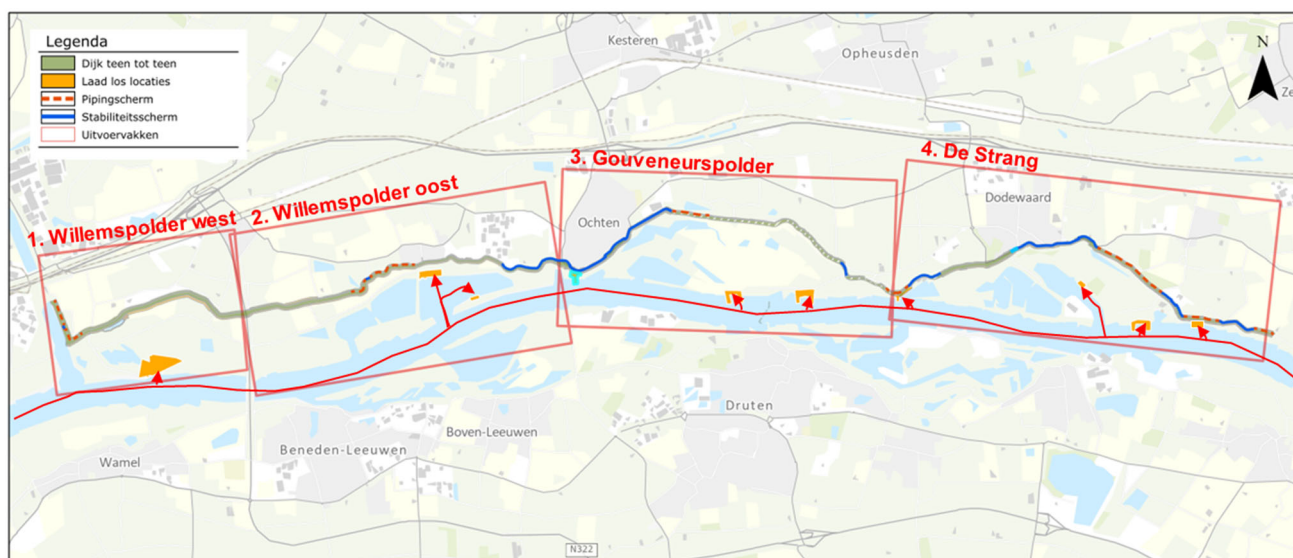 Legenda
Dijk teen tot teen
Laad los locaties
Pipingscherm
Stabiliteitsscherm
Uitvoervakken
Kesteren
Opheusden
N
1. Willemspolder west
2. Willemspolder oost
3. Gouveneurspolder
4. De Strang
Ochten
Dodewaard
Druten
Boven-Leeuwen
Beneden-Leeuwen
Wamel
N322